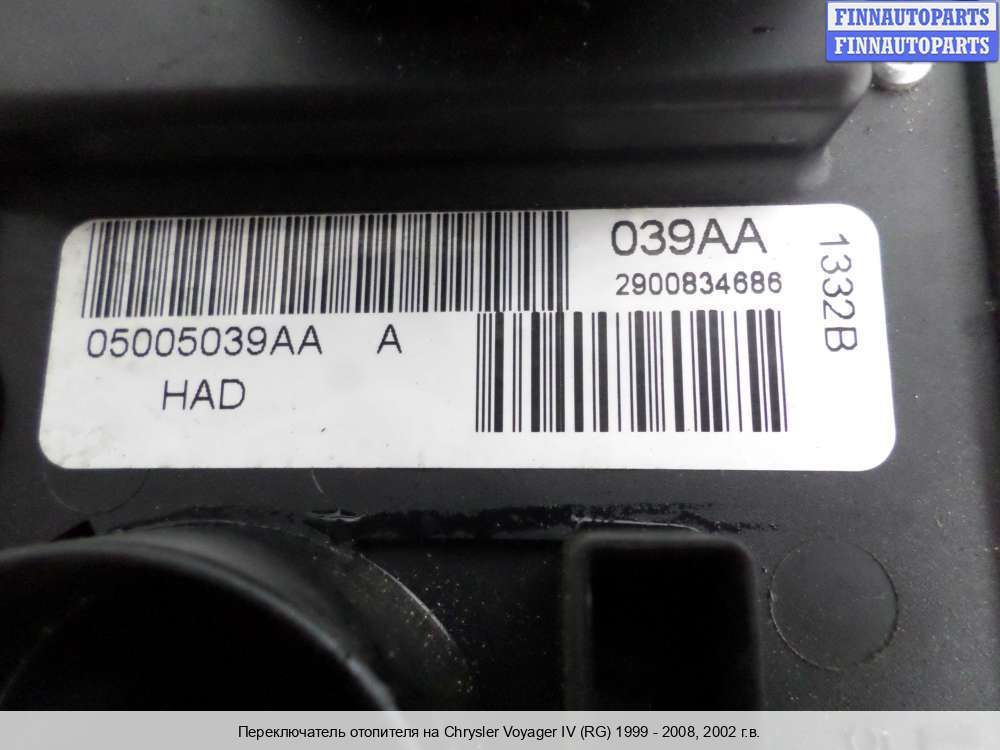 FINNAUTOPARTS
FINNAUTOPARTS
039AA
2900834686
1332B
05005039AA A
HAD
Переключатель отопителя на Chrysler Voyager IV (RG) 1999 - 2008, 2002 г.в.